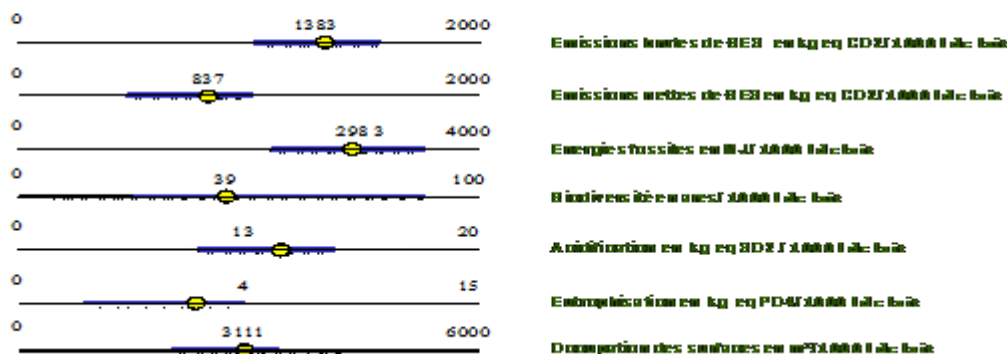 0 1383 2000 Emissions brutes de GES en kg eq CO2/ 1000 l de lait
0 837 2000 Emissions nettes de GES en kg eq CO2/ 1000 l de lait
0 2983 4000 Energies fossiles en MJ/ 1000 l de lait
0 39 100 Biodiversité en ares/ 1000 l de lait
0 13 20 Acidification en kg eq SO2 / 1000 l de lait
0 4 15 Eutrophisation en kg eq PO4/ 1000 l de lait
0 3111 6000 Occupation des surfaces en m²/ 1000 l de lait